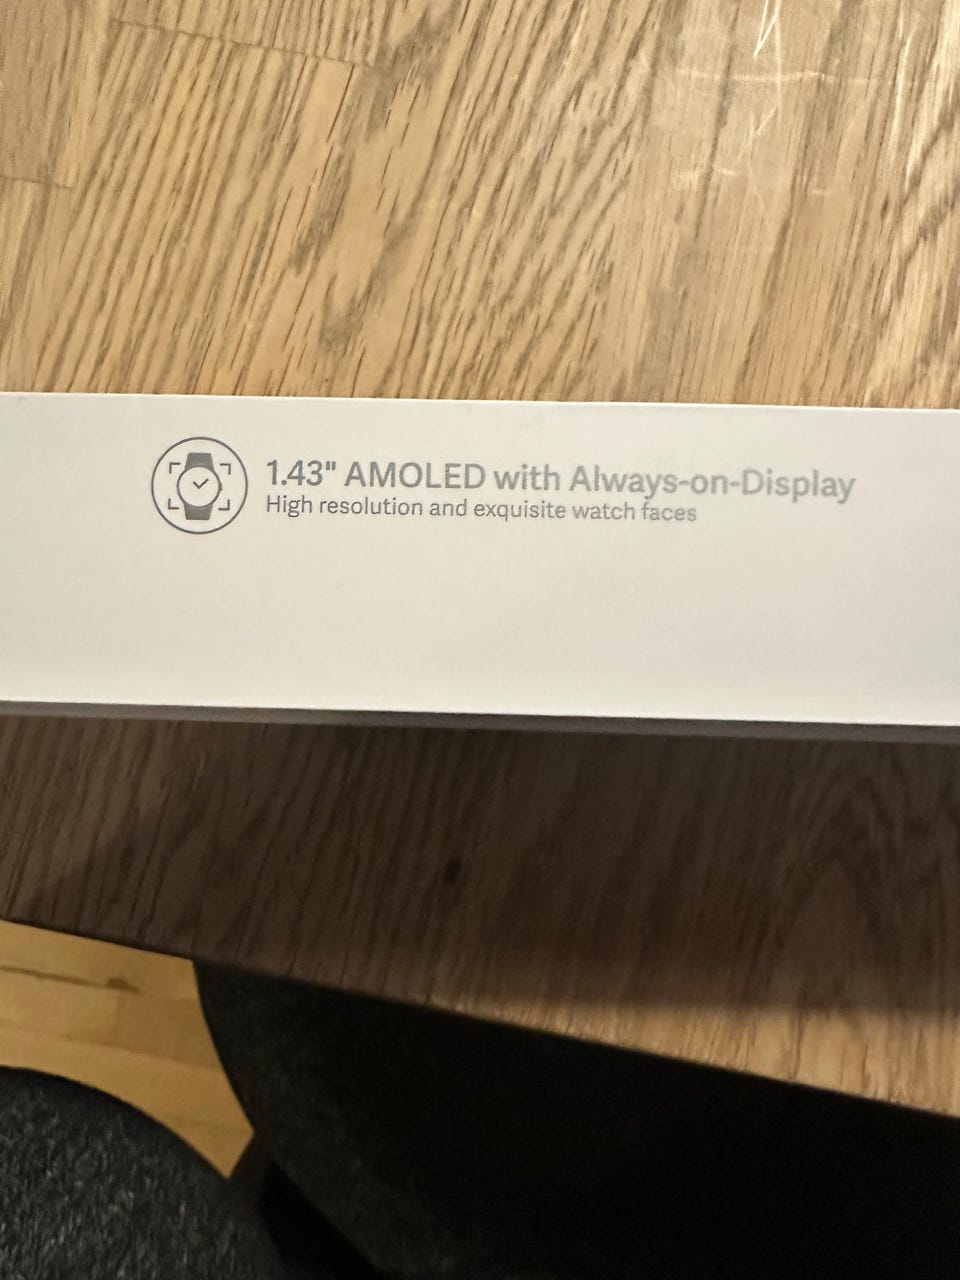 1.43" AMOLED with Always-on-Display
High resolution and exquisite watch faces